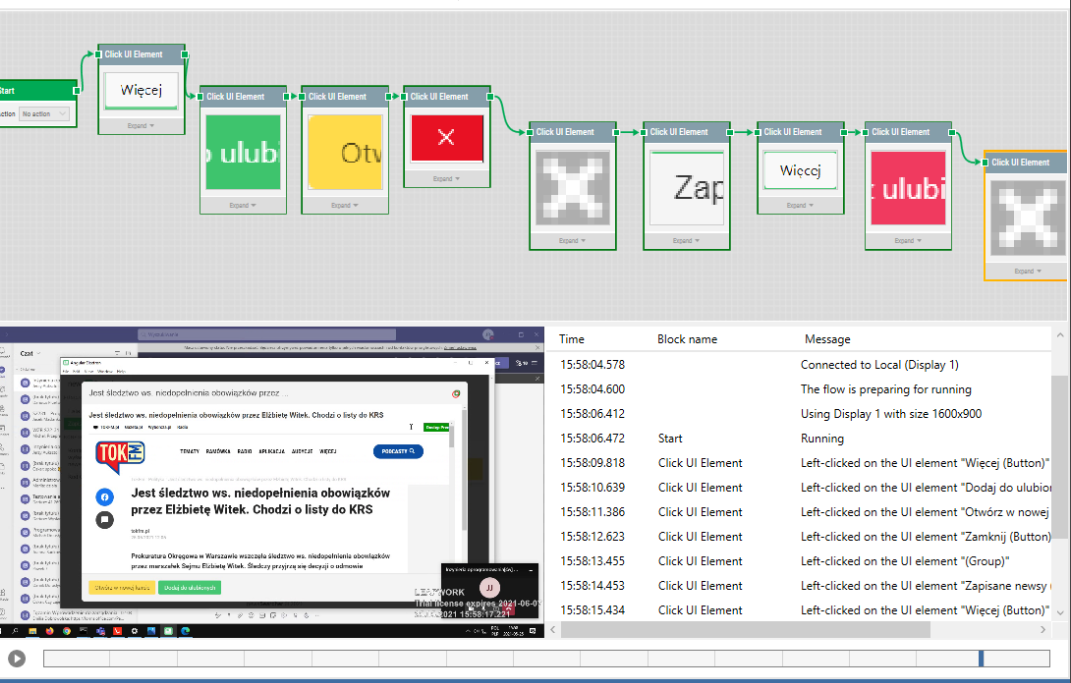 Click UI Element
Start
Więcej
Click UI Element
Click UI Element
Click UI Element
Action No action
Expand
o ulub
Otw
Expand
Expand
Expand
Click UI Element
Click UI Element
Click UI Element
Click UI Element
Click UI Element
Zap
Więcej
ulubi
Expand
Expand
Expand
Expand
Expand
Time Block name Message
15:58:04.578 Connected to Local (Display 1)
15:58:04.600 The flow is preparing for running
15:58:06.412 Using Display 1 with size 1600x900
15:58:06.472 Start Running
15:58:09.818 Click UI Element Left-clicked on the UI element "Więcej (Button)"
15:58:10.639 Click UI Element Left-clicked on the UI element "Dodaj do ulubior
15:58:11.386 Click UI Element Left-clicked on the UI element "Otwórz w nowej
15:58:12.623 Click UI Element Left-clicked on the UI element "Zamknij (Button)
15:58:13.455 Click UI Element Left-clicked on the UI element "(Group)"
15:58:14.453 Click UI Element Left-clicked on the UI element "Zapisane newsy
15:58:15.434 Click UI Element Left-clicked on the UI element "Więcej (Button)"
Czat
Jest śledztwo ws. niedopełnienia obowiązków przez ...
Jest śledztwo ws. niedopełnienia obowiązków przez Elżbietę Witek. Chodzi o listy do KRS
TOK FM
TEMATY RAMÓWKA RADIO APLIKACJA AUDYCJE WIĘCEJ
PODCASTY
Jest śledztwo ws. niedopełnienia obowiązków
przez Elżbietę Witek. Chodzi o listy do KRS
Prokuratura Okręgowa w Warszawie wszczęła śledztwo ws. niedopełnienia obowiązków
przez marszałek Sejmu Elżbietę Witek. Śledczy przyjrzą się decyzji o odmowie
Otwórz w nowej karcie
Dodaj do ulubionych
JJ
Trial license expires 2021-06-0